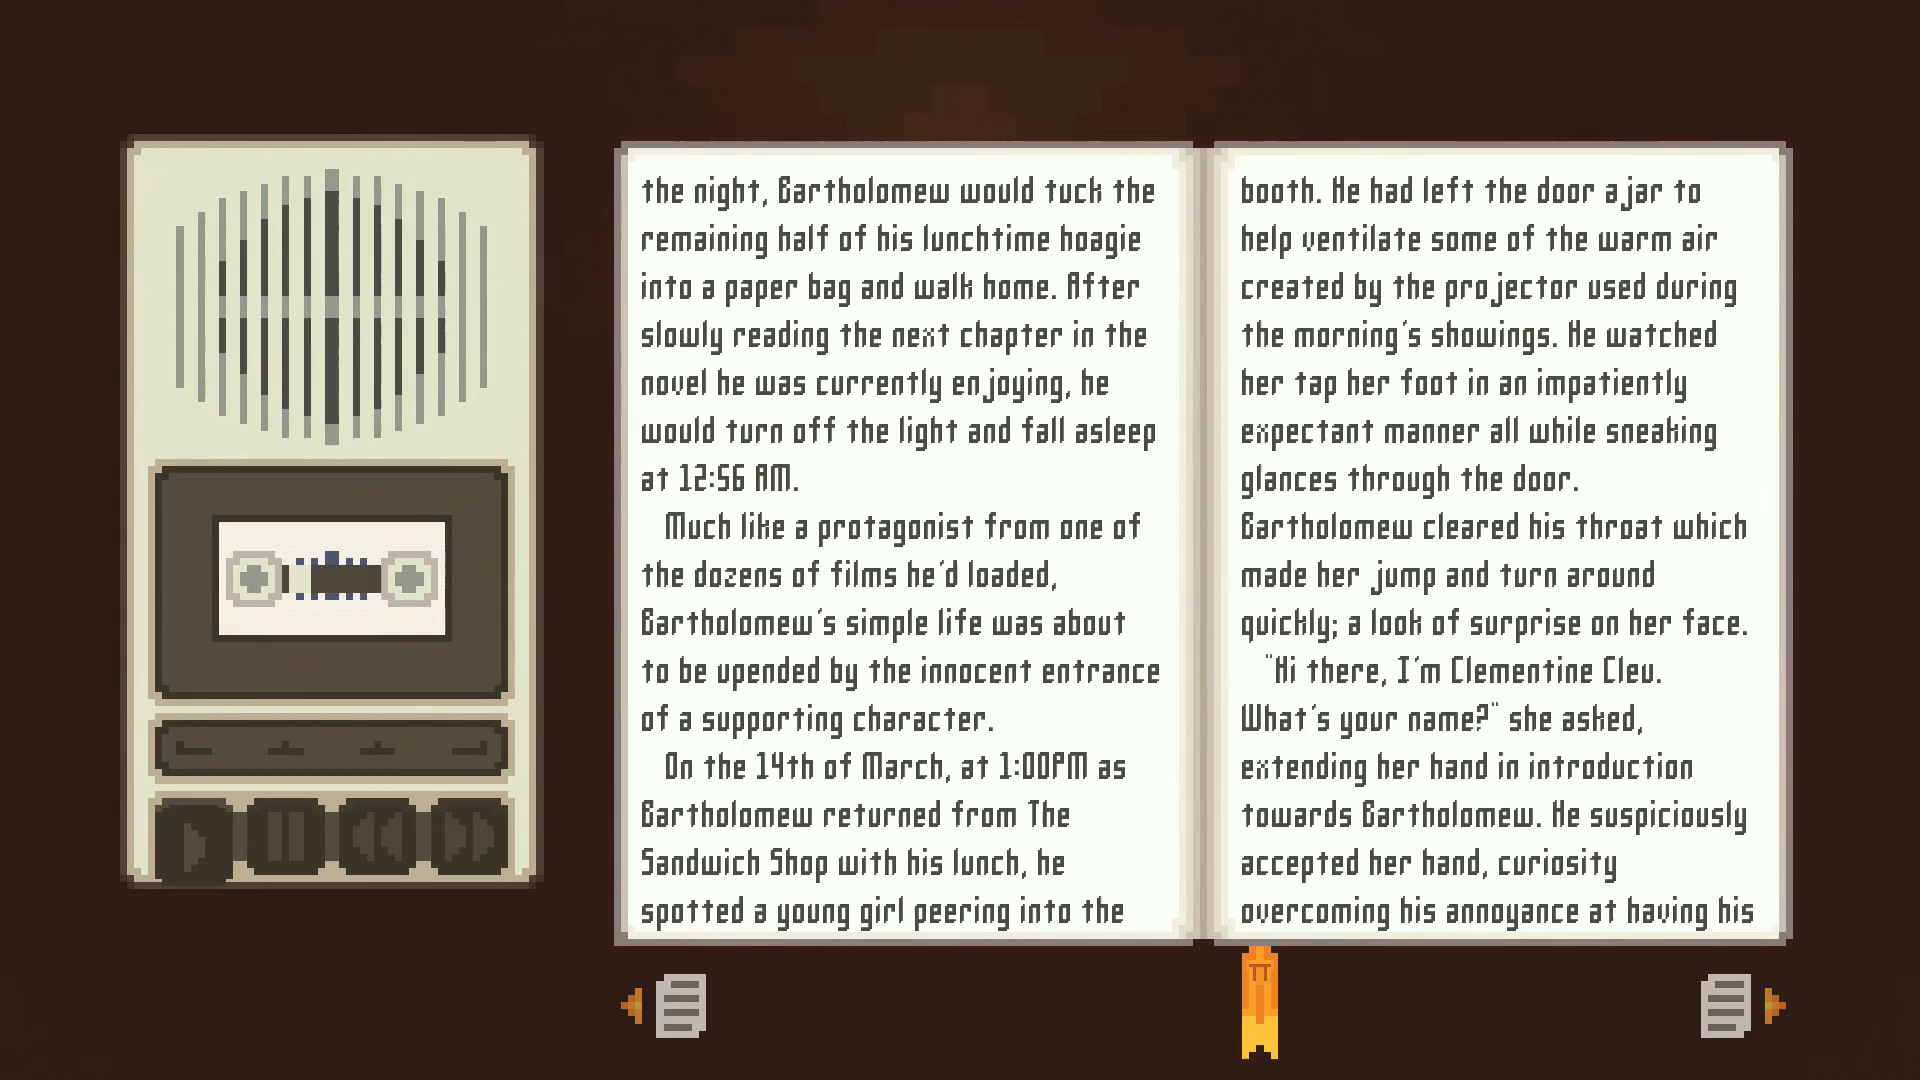 the night, Bartholomew would tuck the
remaining half of his lunchtime hoagie
into a paper bag and walk home. After
slowly reading the next chapter in the
novel he was currently enjoying, he
would turn off the light and fall asleep
at 12:56 AM.
Much like a protagonist from one of
the dozens of films he'd loaded,
Bartholomew's simple life was about
to be upended by the innocent entrance
of a supporting character.
On the 14th of March, at 1:00PM as
Bartholomew returned from The
Sandwich Shop with his lunch, he
spotted a young girl peering into the
booth. He had left the door ajar to
help ventilate some of the warm air
created by the projector used during
the morning's showings. He watched
her tap her foot in an impatiently
expectant manner all while sneaking
glances through the door.
Bartholomew cleared his throat which
made her jump and turn around
quickly; a look of surprise on her face.
"Hi there, I'm Clementine Cleu.
What's your name?" she asked,
extending her hand in introduction
towards Bartholomew. He suspiciously
accepted her hand, curiosity
overcoming his annoyance at having his